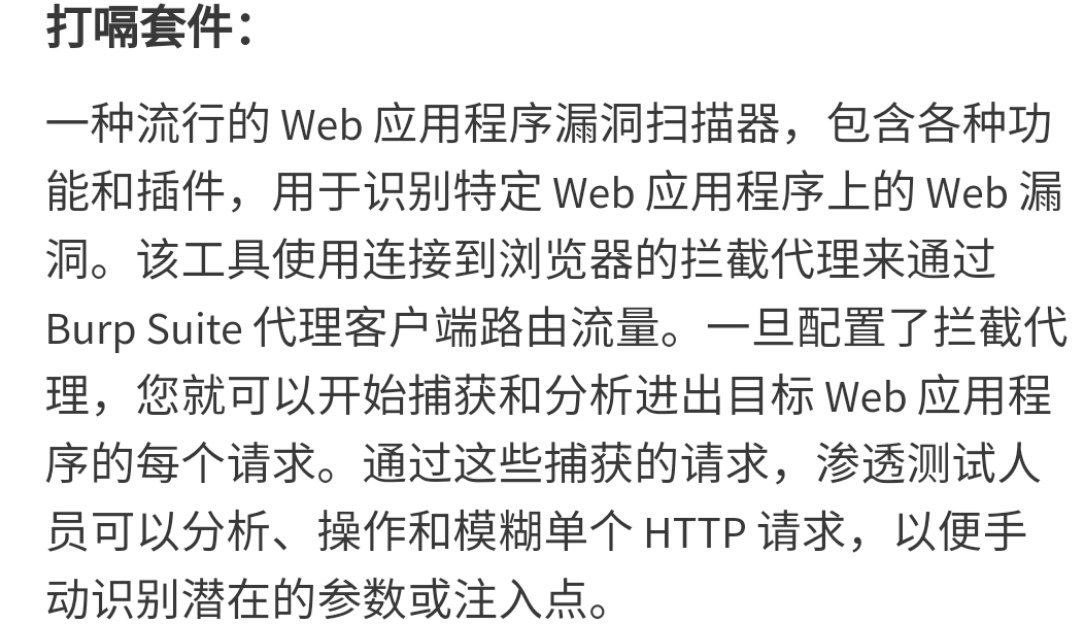 打嗝套件：
一种流行的 Web 应用程序漏洞扫描器，包含各种功
能和插件，用于识别特定 Web 应用程序上的 Web 漏
洞。该工具使用连接到浏览器的拦截代理来通过
Burp Suite 代理客户端路由流量。一旦配置了拦截代
理，您就可以开始捕获和分析进出目标 Web 应用程
序的每个请求。通过这些捕获的请求，渗透测试人
员可以分析、操作和模糊单个 HTTP 请求，以便手
动识别潜在的参数或注入点。